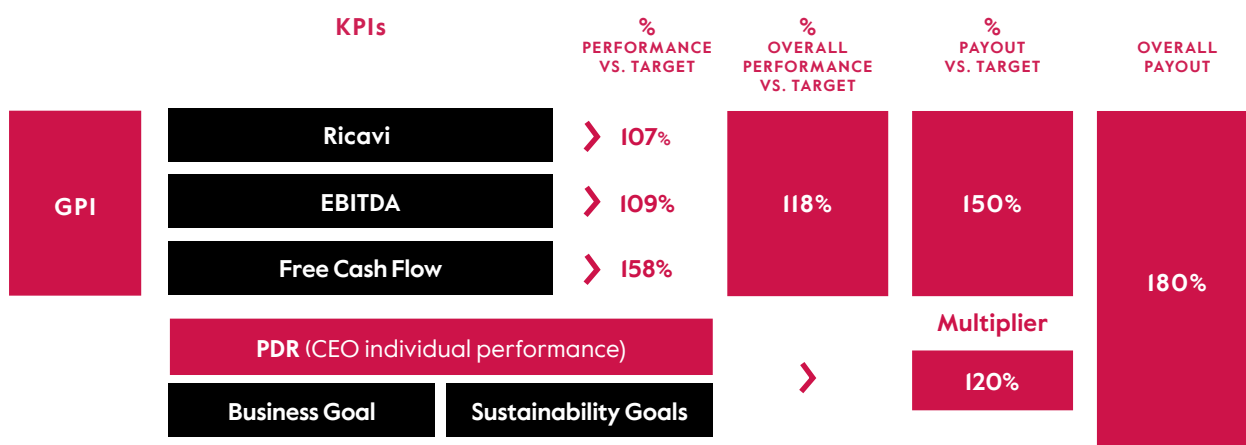 KPIs
%
PERFORMANCE
VS. TARGET
%
OVERALL
PERFORMANCE
VS. TARGET
%
PAYOUT
VS. TARGET
OVERALL
PAYOUT
GPI
Ricavi
107%
EBITDA
109%
Free Cash Flow
158%
118%
150%
180%
PDR (CEO individual performance)
Multiplier
120%
Business Goal
Sustainability Goals